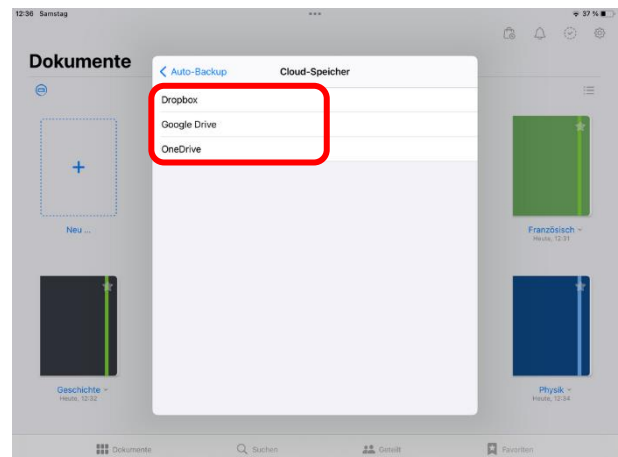 12:36 Samstag
37 %
Dokumente
Auto-Backup
Cloud-Speicher
Dropbox
Google Drive
OneDrive
Neu ...
Französisch
Heute, 12:31
Geschichte
Heute, 12:32
Physik
Heute, 12:34
Dokumente
Suchen
Geteilt
Favoriten